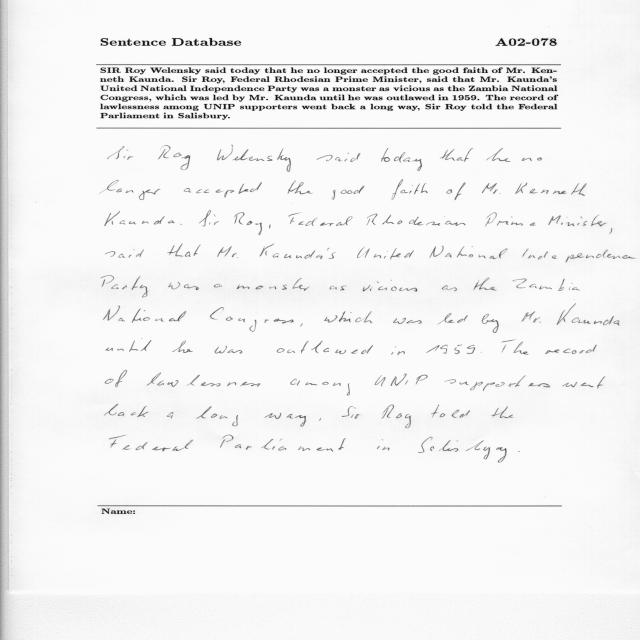 Sentence Database A02-078
SIR Roy Welensky said today that he no longer accepted the good faith of Mr. Ken-
neth Kaunda. Sir Roy, Federal Rhodesian Prime Minister, said that Mr. Kaunda's
United National Independence Party was a monster as vicious as the Zambia National
Congress, which was led by Mr. Kaunda until he was outlawed in 1959. The record of
lawlessness among UNIP supporters went back a long way, Sir Roy told the Federal
Parliament in Salisbury.
Sir Roy Welensky said today that he no
longer accepted the good faith of Mr. Kenneth
Kaunda. Sir Roy, Federal Rhodesian Prime Minister,
said that Mr. Kaunda's United National Independence
Party was a monster as vicious as the Zambia
National Congress, which was led by Mr. Kaunda
until he was outlawed in 1959. The record
of lawlessness among UNIP supporters went
back a long way, Sir Roy told the
Federal Parliament in Salisbury.
Name: